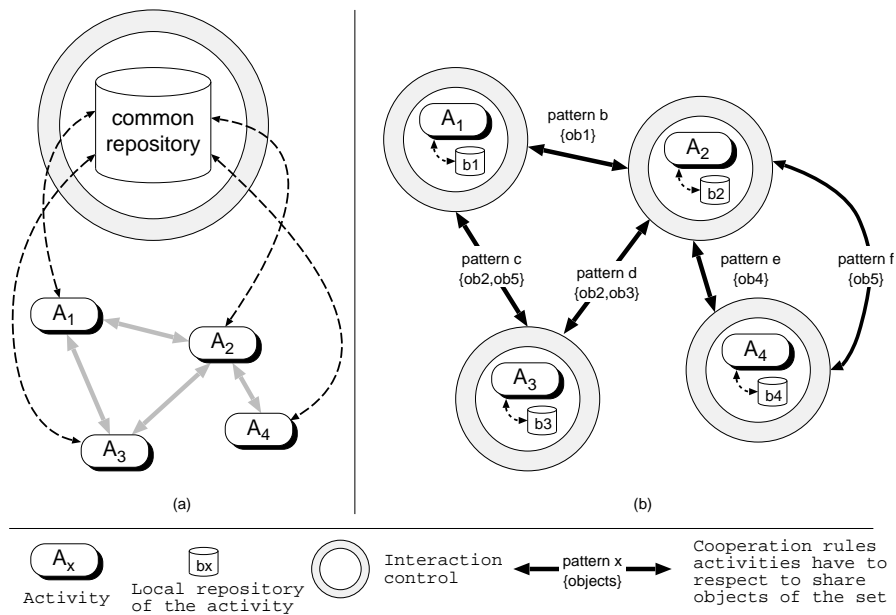 common
repository
A1
A2
A3
A4
(a)
A1
b1
pattern b
{ob1}
A2
b2
pattern c
{ob2,ob5}
pattern d
{ob2,ob3}
pattern e
{ob4}
pattern f
{ob5}
A3
b3
A4
b4
(b)
Ax
Activity
bx
Local repository
of the activity
Interaction
control
pattern x
{objects}
Cooperation rules
activities have to
respect to share
objects of the set